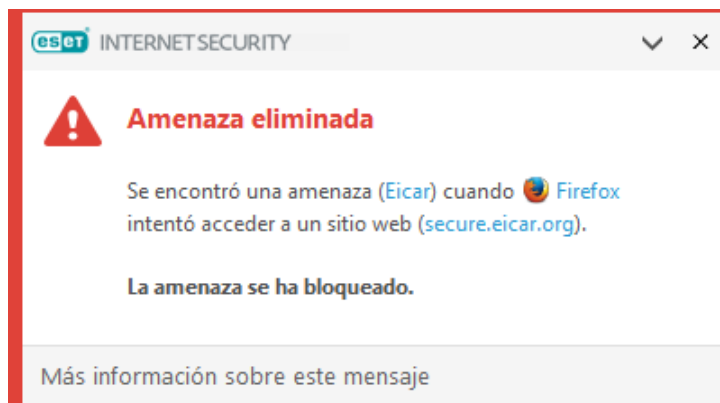 eset INTERNET SECURITY
Amenaza eliminada
Se encontró una amenaza (Eicar) cuando Firefox
intentó acceder a un sitio web (secure.eicar.org).
La amenaza se ha bloqueado.
Más información sobre este mensaje